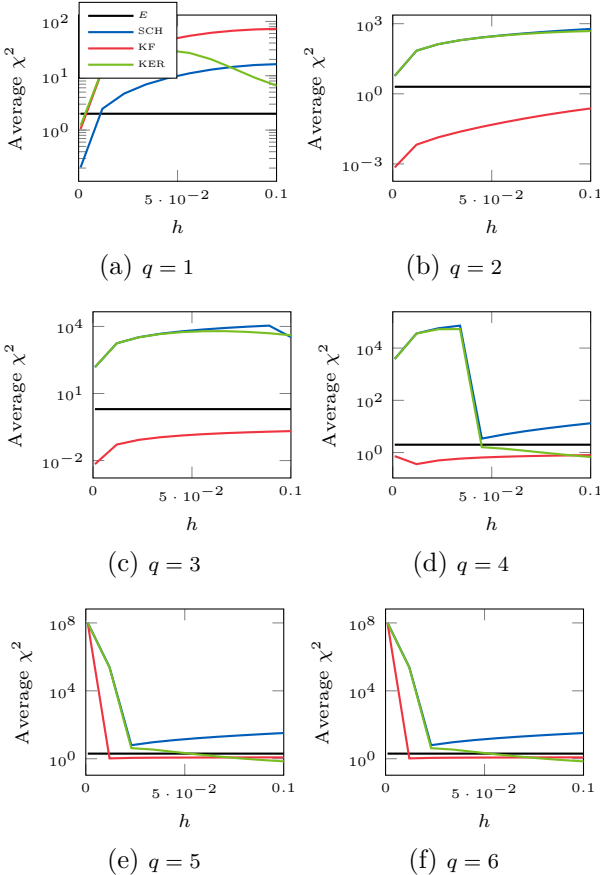 E
SCH
KF
KER
10^2
10^1
10^0
Average χ^2
0
5 · 10^−2
0.1
h
(a) q = 1
10^3
10^0
10^−3
Average χ^2
0
5 · 10^−2
0.1
h
(b) q = 2
10^4
10^1
10^−2
Average χ^2
0
5 · 10^−2
0.1
h
(c) q = 3
10^4
10^2
10^0
Average χ^2
0
5 · 10^−2
0.1
h
(d) q = 4
10^8
10^4
10^0
Average χ^2
0
5 · 10^−2
0.1
h
(e) q = 5
10^8
10^4
10^0
Average χ^2
0
5 · 10^−2
0.1
h
(f) q = 6